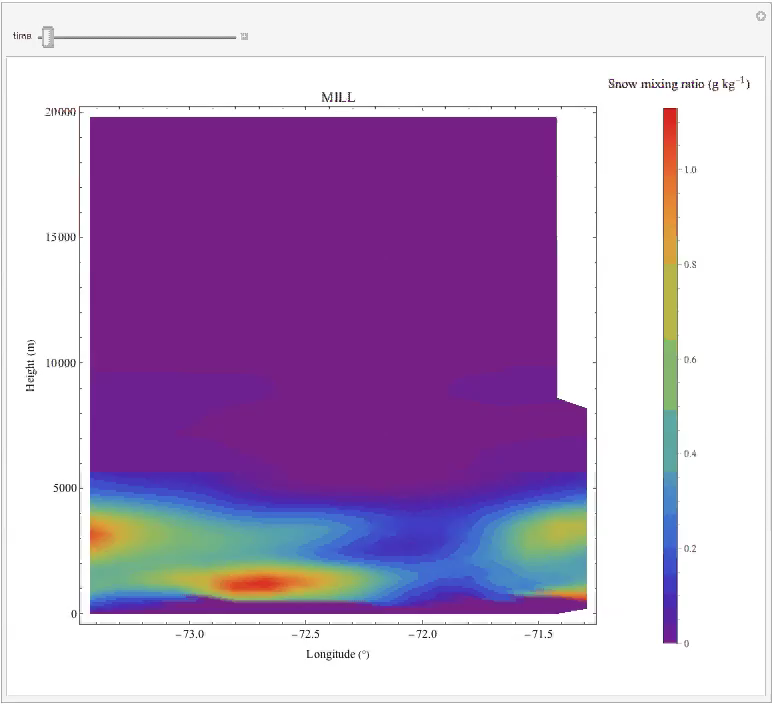 time
Snow mixing ratio (g kg⁻¹)
MILL
20000
15000
10000
5000
0
Height (m)
−73.0 −72.5 −72.0 −71.5
Longitude (°)
1.0
0.8
0.6
0.4
0.2
0